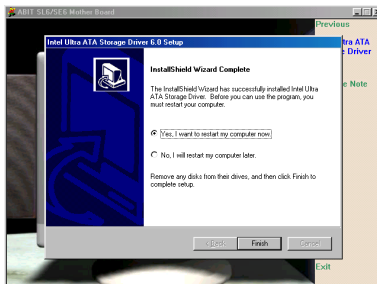 ABIT SL6/SE6 Mother Board
Previous
Intel Ultra ATA Storage Driver 6.0 Setup
ltra ATA
e Driver
InstallShield Wizard Complete
The InstallShield Wizard has successfully installed Intel Ultra
ATA Storage Driver. Before you can use the program, you
must restart your computer.
e Note
Yes, I want to restart my computer now.
No, I will restart my computer later.
Remove any disks from their drives, and then click Finish to
complete setup.
< Back
Finish
Cancel
Exit